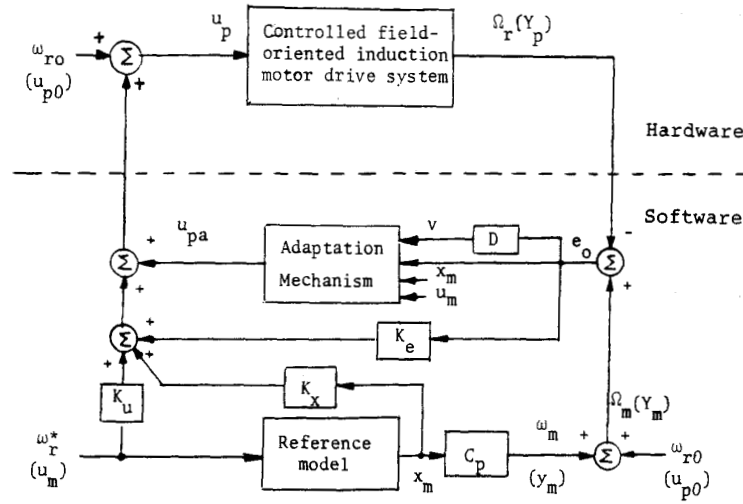 u_p
Controlled field-
oriented induction
motor drive system
Ω_r(Y_p)
ω_ro
(u_p0)
+
+
Σ
Hardware
Software
u_pa
Adaptation
Mechanism
v
D
e_o
-
Σ
+
x_m
u_m
+
Σ
+
K_e
+
Σ
+
+
K_u
K_x
Ω_m(Y_m)
ω*_r
(u_m)
Reference
model
x_m
C_p
ω_m
(y_m)
+
+
Σ
ω_r0
(u_p0)